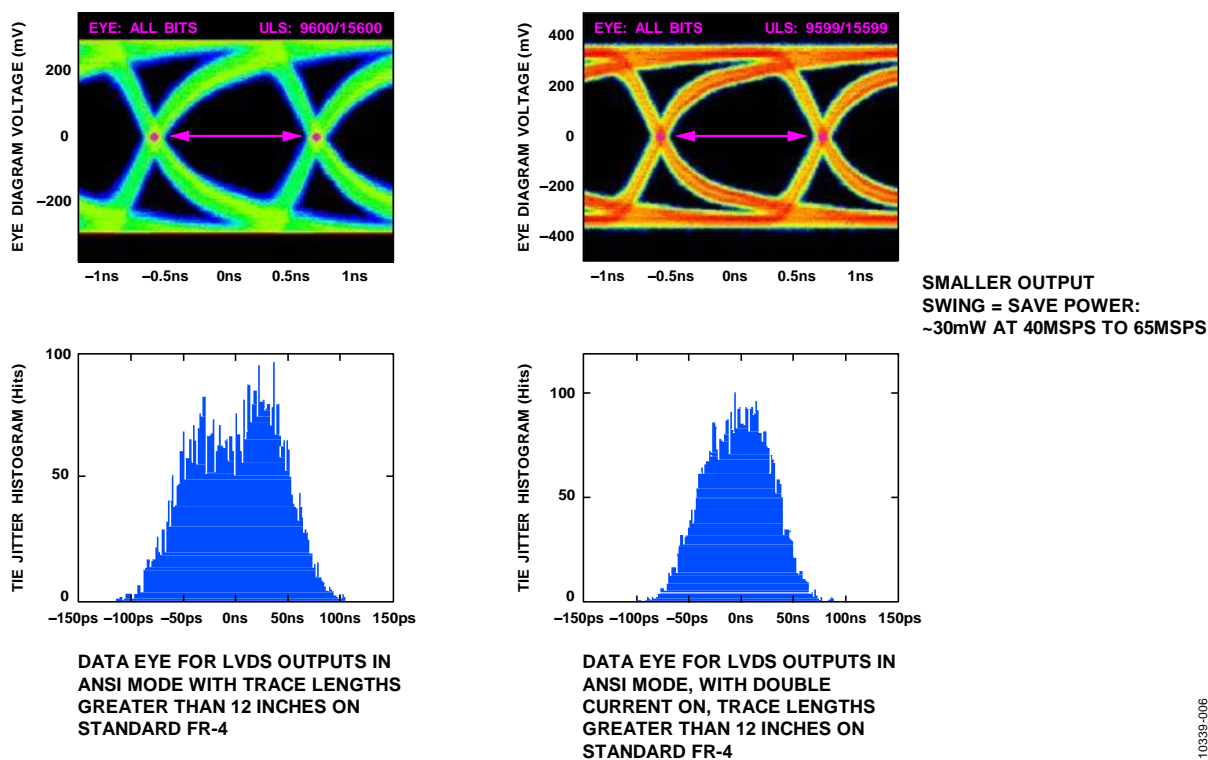 EYE: ALL BITS ULS: 9600/15600
EYE DIAGRAM VOLTAGE (mV)
200
0
–200
–1ns –0.5ns 0ns 0.5ns 1ns
EYE: ALL BITS ULS: 9599/15599
EYE DIAGRAM VOLTAGE (mV)
400
200
0
–200
–400
–1ns –0.5ns 0ns 0.5ns 1ns
SMALLER OUTPUT
SWING = SAVE POWER:
~30mW AT 40MSPS TO 65MSPS
TIE JITTER HISTOGRAM (Hits)
100
50
0
–150ps –100ps –50ps 0ns 50ns 100ns 150ps
DATA EYE FOR LVDS OUTPUTS IN
ANSI MODE WITH TRACE LENGTHS
GREATER THAN 12 INCHES ON
STANDARD FR-4
TIE JITTER HISTOGRAM (Hits)
100
50
0
–150ps –100ps –50ps 0ns 50ns 100ns 150ps
DATA EYE FOR LVDS OUTPUTS IN
ANSI MODE, WITH DOUBLE
CURRENT ON, TRACE LENGTHS
GREATER THAN 12 INCHES ON
STANDARD FR-4
10339-006